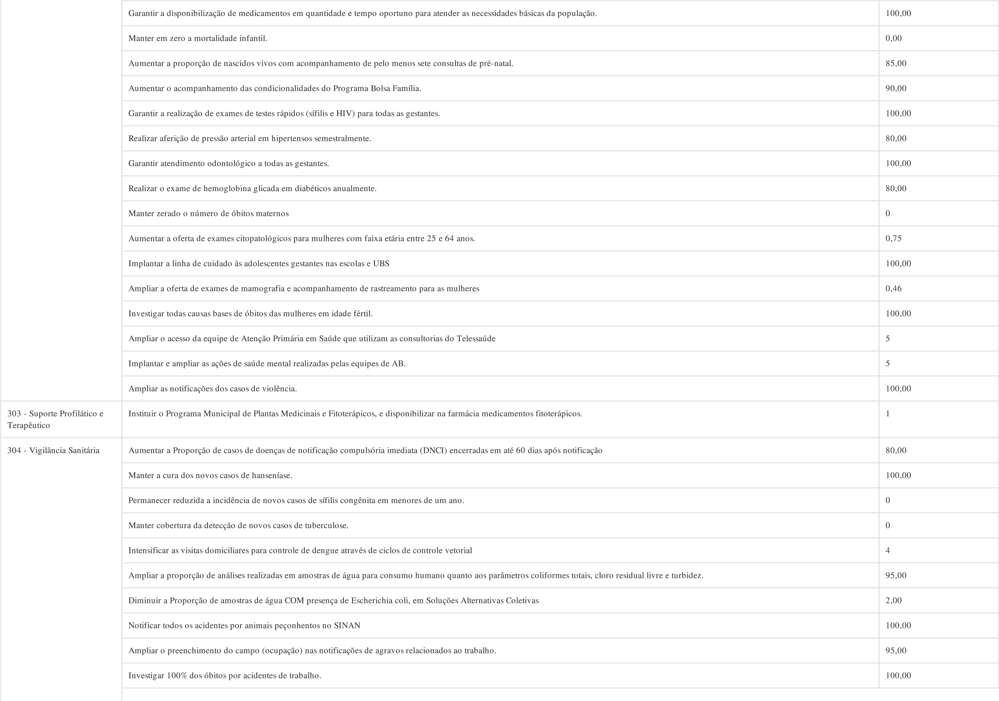 Garantir a disponibilização de medicamentos em quantidade e tempo oportuno para atender as necessidades básicas da população. 100,00
Manter em zero a mortalidade infantil. 0,00
Aumentar a proporção de nascidos vivos com acompanhamento de pelo menos sete consultas de pré-natal. 85,00
Aumentar o acompanhamento das condicionalidades do Programa Bolsa Família. 90,00
Garantir a realização de exames de testes rápidos (sífilis e HIV) para todas as gestantes. 100,00
Realizar aferição de pressão arterial em hipertensos semestralmente. 80,00
Garantir atendimento odontológico a todas as gestantes. 100,00
Realizar o exame de hemoglobina glicada em diabéticos anualmente. 80,00
Manter zerado o número de óbitos maternos 0
Aumentar a oferta de exames citopatológicos para mulheres com faixa etária entre 25 e 64 anos. 0,75
Implantar a linha de cuidado às adolescentes gestantes nas escolas e UBS 100,00
Ampliar a oferta de exames de mamografia e acompanhamento de rastreamento para as mulheres 0,46
Investigar todas causas bases de óbitos das mulheres em idade fértil. 100,00
Ampliar o acesso da equipe de Atenção Primária em Saúde que utilizam as consultorias do Telessaúde 5
Implantar e ampliar as ações de saúde mental realizadas pelas equipes de AB. 5
Ampliar as notificações dos casos de violência. 100,00
303 - Suporte Profilático e Instituir o Programa Municipal de Plantas Medicinais e Fitoterápicos, e disponibilizar na farmácia medicamentos fitoterápicos. 1
Terapêutico
304 - Vigilância Sanitária Aumentar a Proporção de casos de doenças de notificação compulsória imediata (DNCI) encerradas em até 60 dias após notificação 80,00
Manter a cura dos novos casos de hanseníase. 100,00
Permanecer reduzida a incidência de novos casos de sífilis congênita em menores de um ano. 0
Manter cobertura da detecção de novos casos de tuberculose. 0
Intensificar as visitas domiciliares para controle de dengue através de ciclos de controle vetorial 4
Ampliar a proporção de análises realizadas em amostras de água para consumo humano quanto aos parâmetros coliformes totais, cloro residual livre e turbidez. 95,00
Diminuir a Proporção de amostras de água COM presença de Escherichia coli, em Soluções Alternativas Coletivas 2,00
Notificar todos os acidentes por animais peçonhentos no SINAN 100,00
Ampliar o preenchimento do campo (ocupação) nas notificações de agravos relacionados ao trabalho. 95,00
Investigar 100% dos óbitos por acidentes de trabalho. 100,00